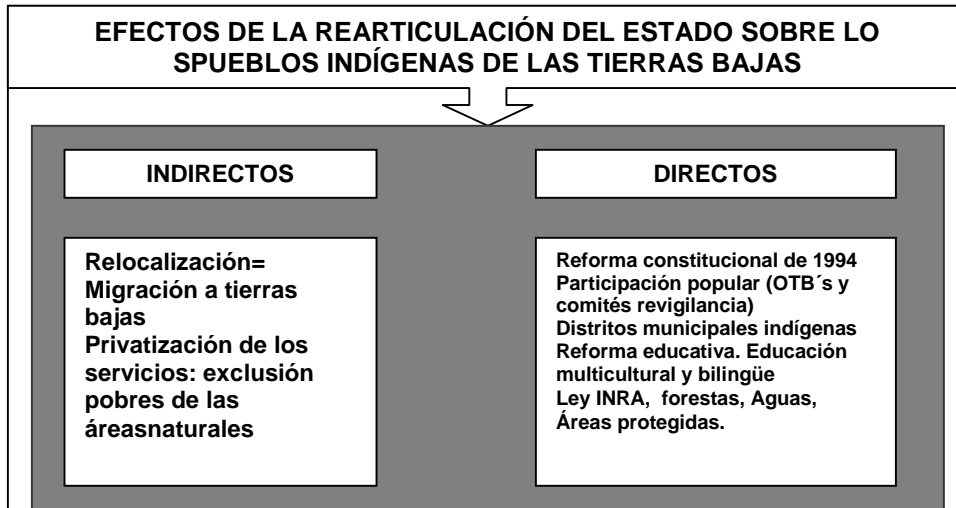 EFECTOS DE LA REARTICULACIÓN DEL ESTADO SOBRE LO
SPUEBLOS INDÍGENAS DE LAS TIERRAS BAJAS
INDIRECTOS
Relocalización=
Migración a tierras
bajas
Privatización de los
servicios: exclusión
pobres de las
áreasnaturales
DIRECTOS
Reforma constitucional de 1994
Participación popular (OTB´s y
comités revigilancia)
Distritos municipales indígenas
Reforma educativa. Educación
multicultural y bilingüe
Ley INRA, forestas, Aguas,
Áreas protegidas.